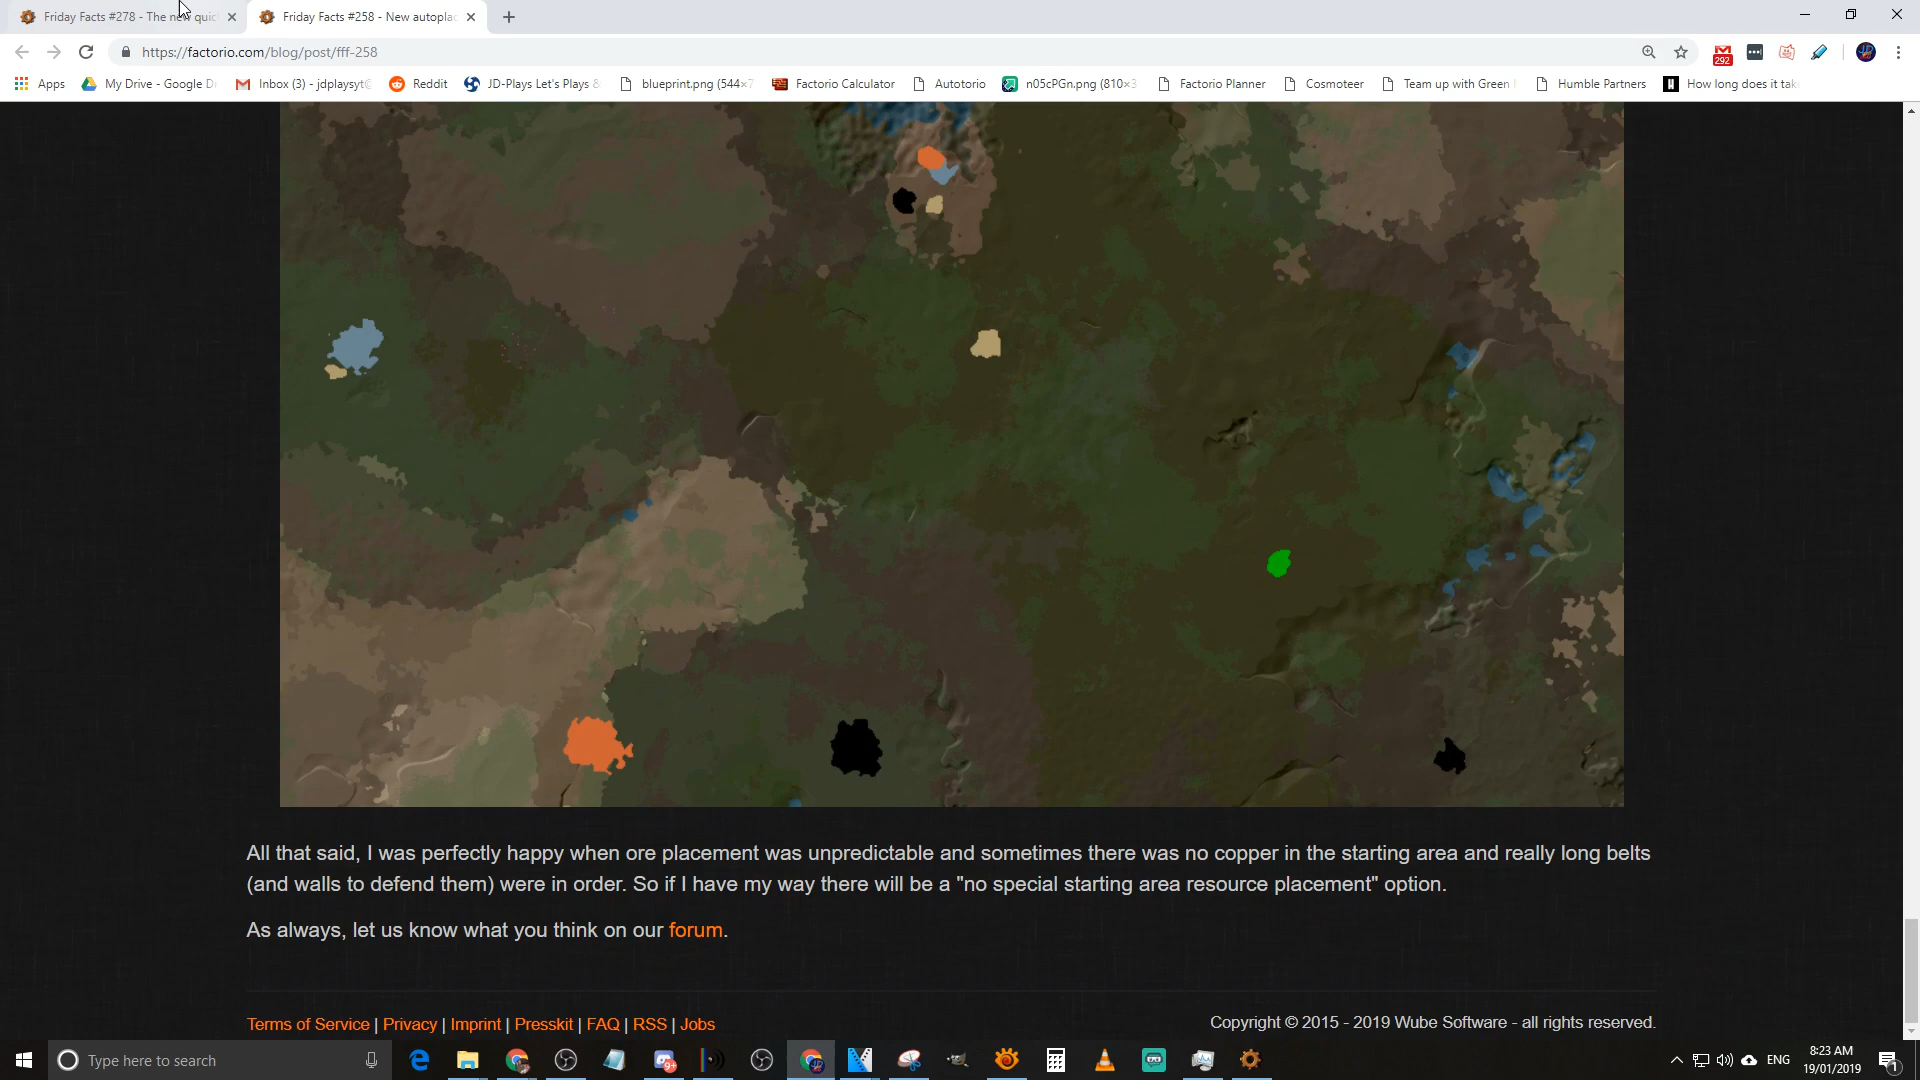 Friday Facts #278 - The new quic
Friday Facts #258 - New autoplac
https://factorio.com/blog/post/fff-258
292
Apps
My Drive - Google D
Inbox (3) - jdplaysyt
Reddit
JD-Plays Let's Plays &
blueprint.png (544×7
Factorio Calculator
Autotorio
n05cPGn.png (810×3
Factorio Planner
Cosmoteer
Team up with Green
Humble Partners
How long does it tak
All that said, I was perfectly happy when ore placement was unpredictable and sometimes there was no copper in the starting area and really long belts
(and walls to defend them) were in order. So if I have my way there will be a "no special starting area resource placement" option.
As always, let us know what you think on our forum.
Terms of Service | Privacy | Imprint | Presskit | FAQ | RSS | Jobs
Copyright © 2015 - 2019 Wube Software - all rights reserved.
Type here to search
ENG
8:23 AM
19/01/2019